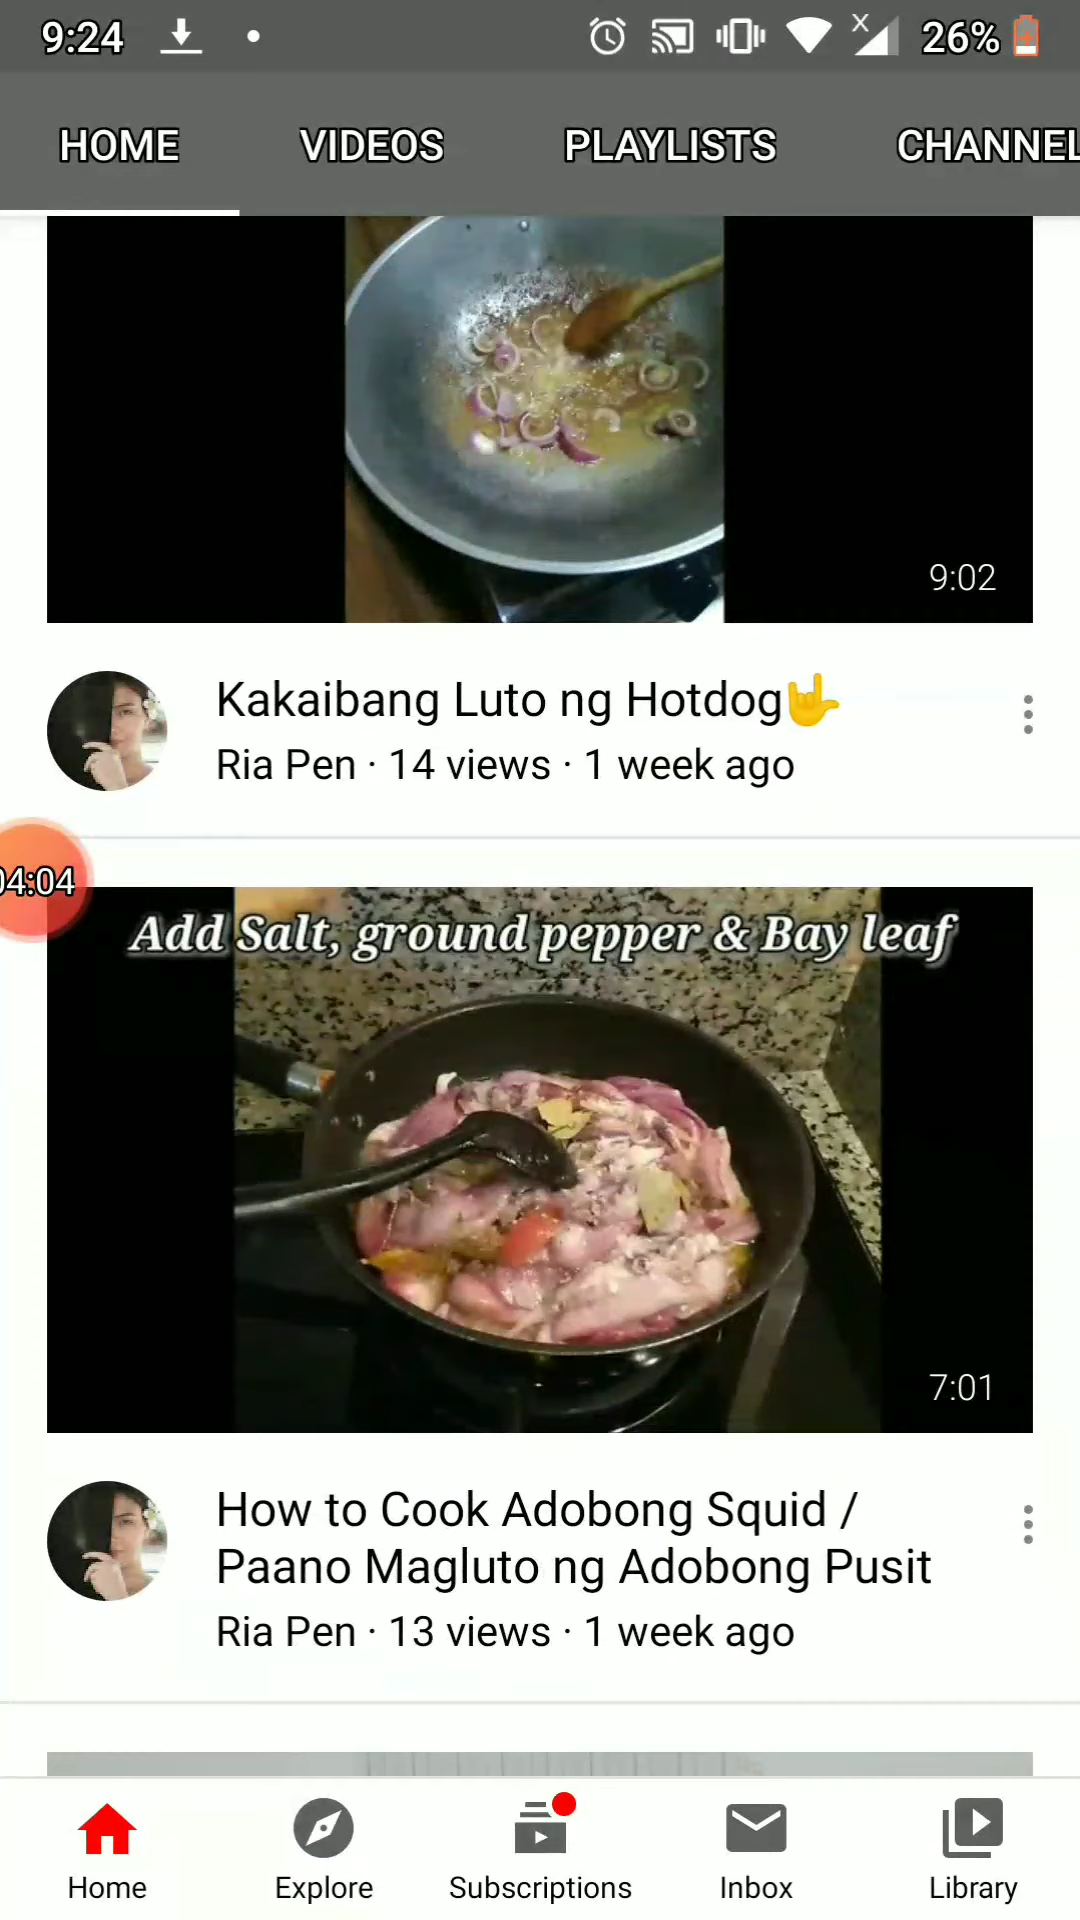 9:24
26%
HOME VIDEOS PLAYLISTS CHANNEL
9:02
Kakaibang Luto ng Hotdog🤟
Ria Pen · 14 views · 1 week ago
04:04
Add Salt, ground pepper & Bay leaf
7:01
How to Cook Adobong Squid /
Paano Magluto ng Adobong Pusit
Ria Pen · 13 views · 1 week ago
Home Explore Subscriptions Inbox Library